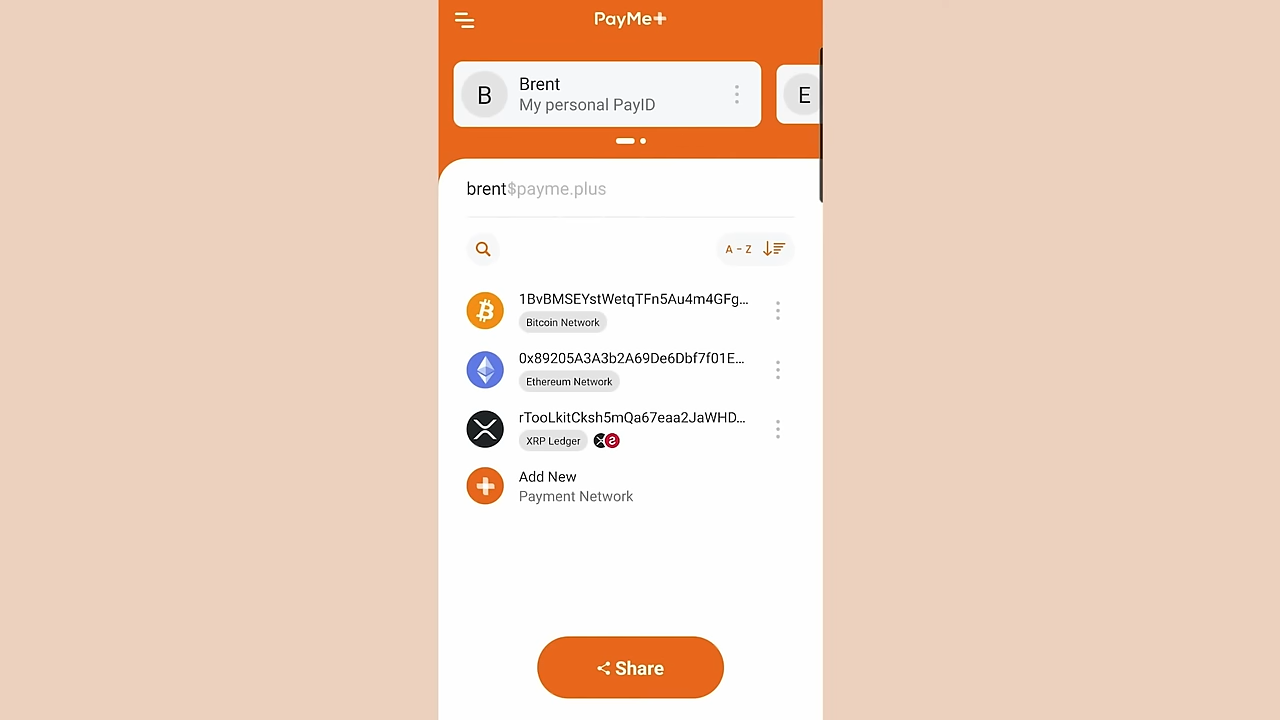 PayMe+
B
Brent
My personal PayID
E
brent$payme.plus
A - Z
1BvBMSEYstWetqTFn5Au4m4GFg...
Bitcoin Network
0x89205A3A3b2A69De6Dbf7f01E...
Ethereum Network
rTooLkitCksh5mQa67eaa2JaWHD...
XRP Ledger
Add New
Payment Network
Share